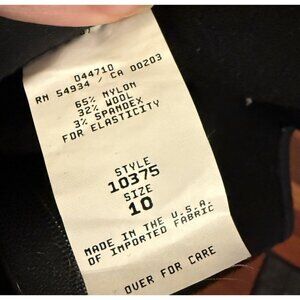 044710
RN 54934 / CA 00203
65% NYLON
32% WOOL
3% SPANDEX
FOR ELASTICITY
STYLE
10375
SIZE
10
MADE IN THE U.S.A.
OF IMPORTED FABRIC
OVER FOR CARE